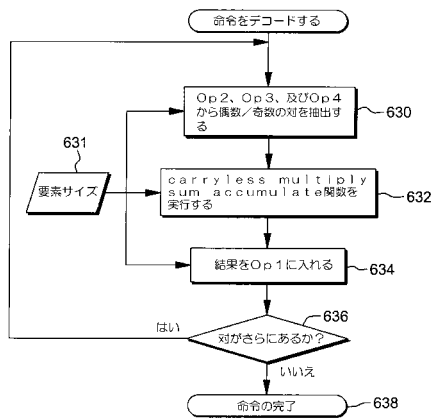 命令をデコードする
Op2、Op3、及びOp4
から偶数／奇数の対を抽出す
る
630
631
要素サイズ
carryless multiply
sum accumulate関数を
実行する
632
結果をOp1に入れる
634
636
はい
対がさらにあるか?
いいえ
命令の完了
638